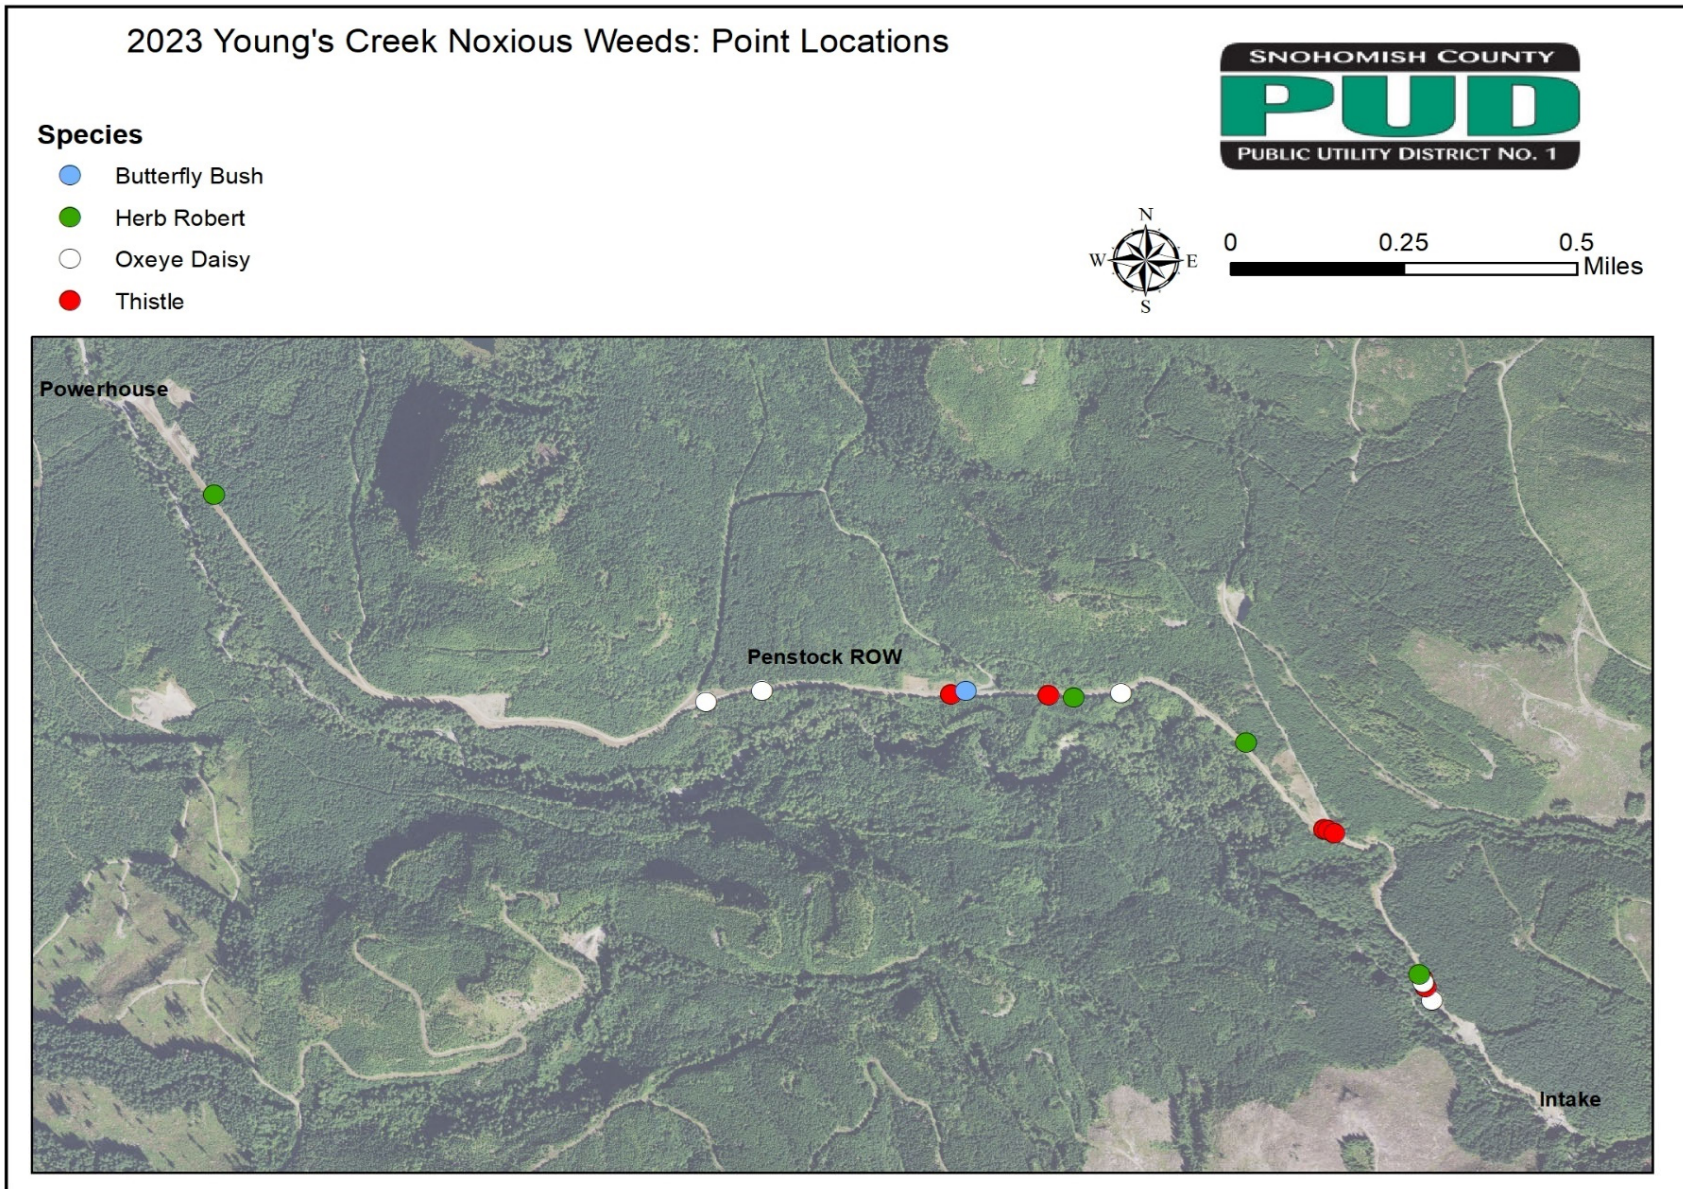 2023 Young's Creek Noxious Weeds: Point Locations
SNOHOMISH COUNTY
PUD
PUBLIC UTILITY DISTRICT NO. 1
Species
Butterfly Bush
Herb Robert
Oxeye Daisy
Thistle
N
W E
S
0 0.25 0.5
Miles
Powerhouse
Penstock ROW
Intake